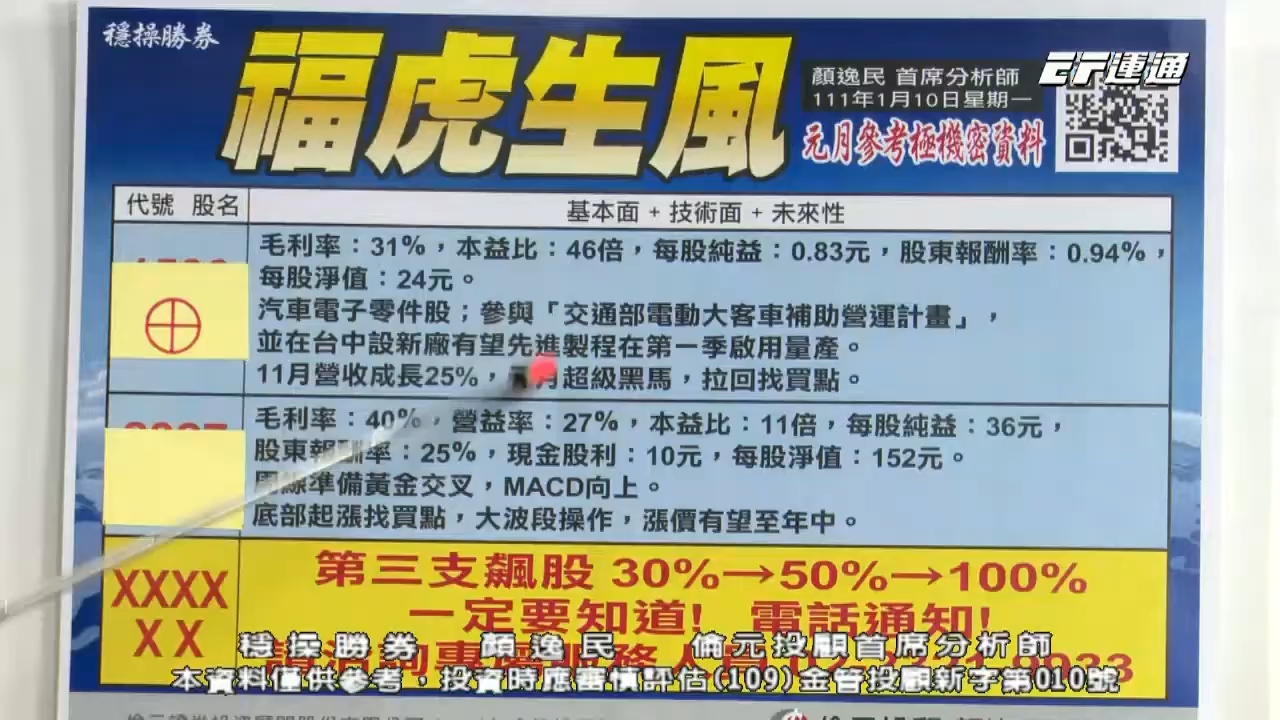 穩操勝券
福虎生風
顏逸民 首席分析師
111年1月10日星期一
元月參考極機密資料
運通
代號 股名
基本面 + 技術面 + 未來性
毛利率：31%，本益比：46倍，每股純益：0.83元，股東報酬率：0.94%，
每股淨值：24元。
汽車電子零件股；參與「交通部電動大客車補助營運計畫」，
並在台中設新廠有望先進製程在第一季啟用量產。
11月營收成長25%，月超級黑馬，拉回找買點。
毛利率：40%，營益率：27%，本益比：11倍，每股純益：36元，
股東報酬率：25%，現金股利：10元，每股淨值：152元。
周線準備黃金交叉，MACD向上。
底部起漲找買點，大波段操作，漲價有望至年中。
XXXX
XX
第三支飆股 30%→50%→100%
一定要知道! 電話通知!
穩操勝券 顏逸民 倫元投顧首席分析師
本資料僅供參考，投資時應審慎評估(109)金管投顧新字第010號